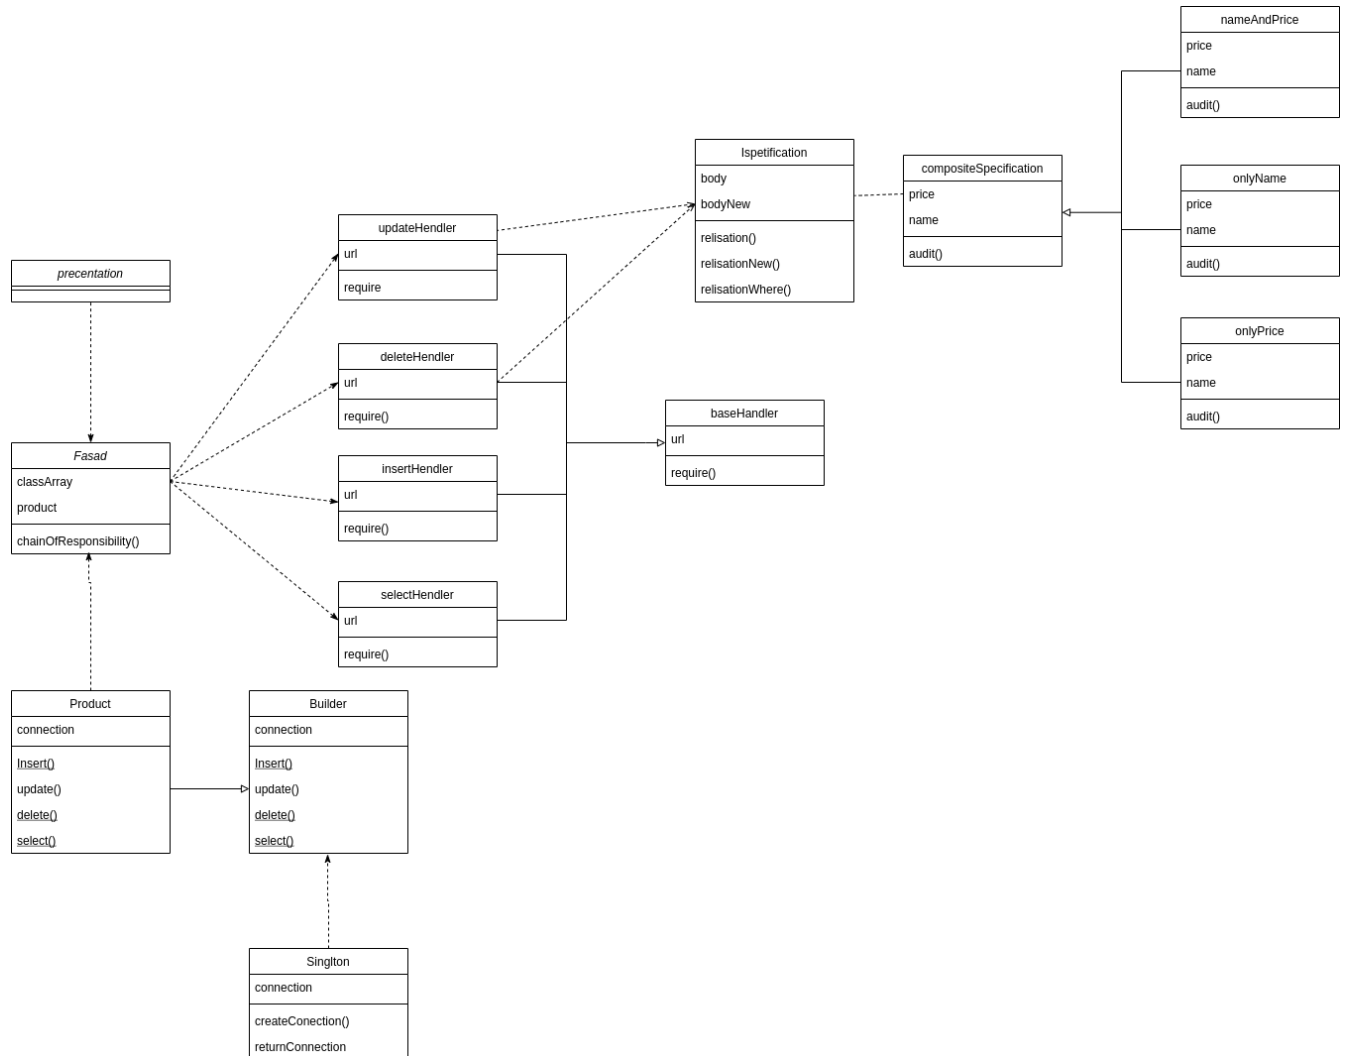 nameAndPrice
price
name
audit()
Ispetification
body
bodyNew
relisation()
relisationNew()
relisationWhere()
compositeSpecification
price
name
audit()
onlyName
price
name
audit()
updateHendler
url
require
precentation
onlyPrice
price
name
audit()
deleteHendler
url
require()
baseHandler
url
require()
Fasad
classArray
product
chainOfResponsibility()
insertHendler
url
require()
selectHendler
url
require()
Product
connection
Insert()
update()
delete()
select()
Builder
connection
Insert()
update()
delete()
select()
Singlton
connection
createConection()
returnConnection